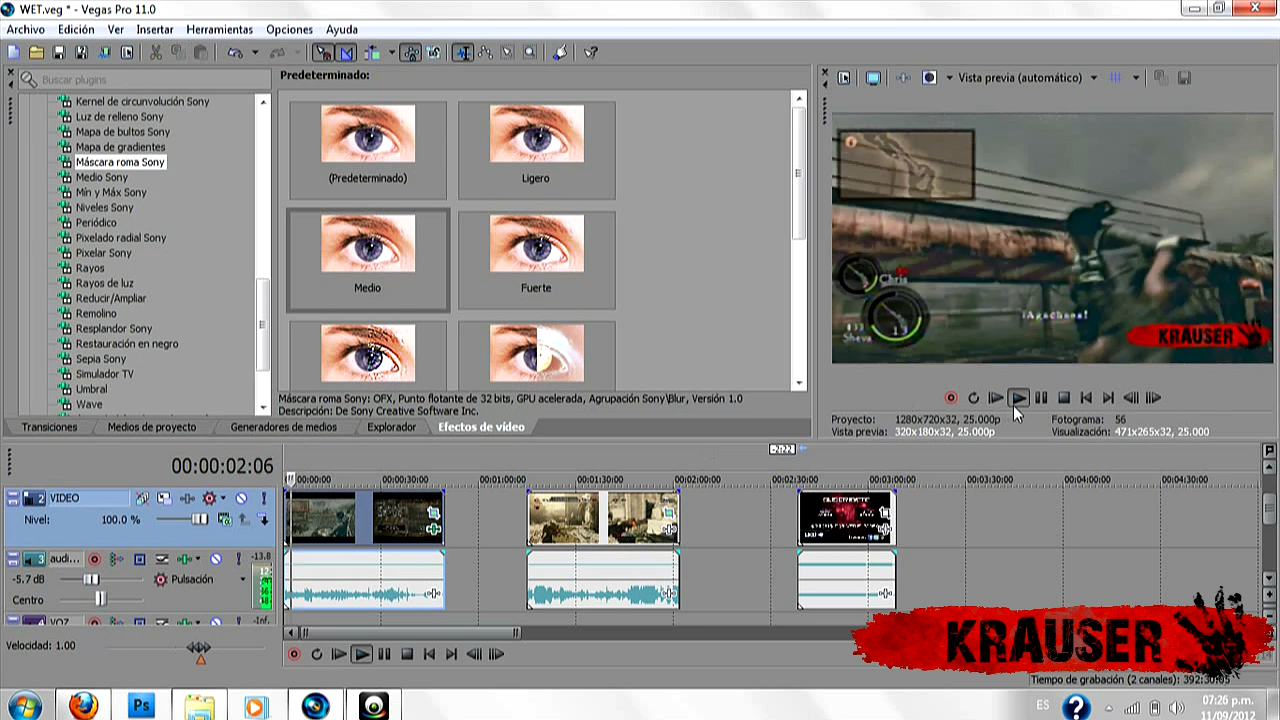 WET.veg * - Vegas Pro 11.0
Archivo Edición Ver Insertar Herramientas Opciones Ayuda
Buscar plugins
Kernel de circunvolución Sony
Luz de relleno Sony
Mapa de bultos Sony
Mapa de gradientes
Máscara roma Sony
Medio Sony
Mín y Máx Sony
Niveles Sony
Periódico
Pixelado radial Sony
Pixelar Sony
Rayos
Rayos de luz
Reducir/Ampliar
Remolino
Resplandor Sony
Restauración en negro
Sepia Sony
Simulador TV
Umbral
Wave
Predeterminado:
(Predeterminado)
Ligero
Medio
Fuerte
Máscara roma Sony: OFX, Punto flotante de 32 bits, GPU acelerada, Agrupación Sony\Blur, Versión 1.0
Descripción: De Sony Creative Software Inc.
Transiciones Medios de proyecto Generadores de medios Explorador Efectos de vídeo
Vista previa (automático)
Chris
¡Agáchase!
Sheva
KRAUSER
Proyecto: 1280x720x32, 25.000p
Fotograma: 56
Vista previa: 320x180x32, 25.000p
Visualización: 471x265x32, 25.000
-2:22
00:00:02:06
00:00:00 00:00:30:00 00:01:00:00 00:01:30:00 00:02:00:00 00:02:30:00 00:03:00:00 00:03:30:00 00:04:00:00 00:04:30:00
2 VIDEO
Nivel: 100.0 %
3 audi...
-13.8
-5.7 dB
Pulsación
Centro
VOZ
-Inf.
Velocidad: 1.00
KRAUSER
Tiempo de grabación (2 canales): 392:30:05
Ps
ES
07:26 p.m.
11/09/2012